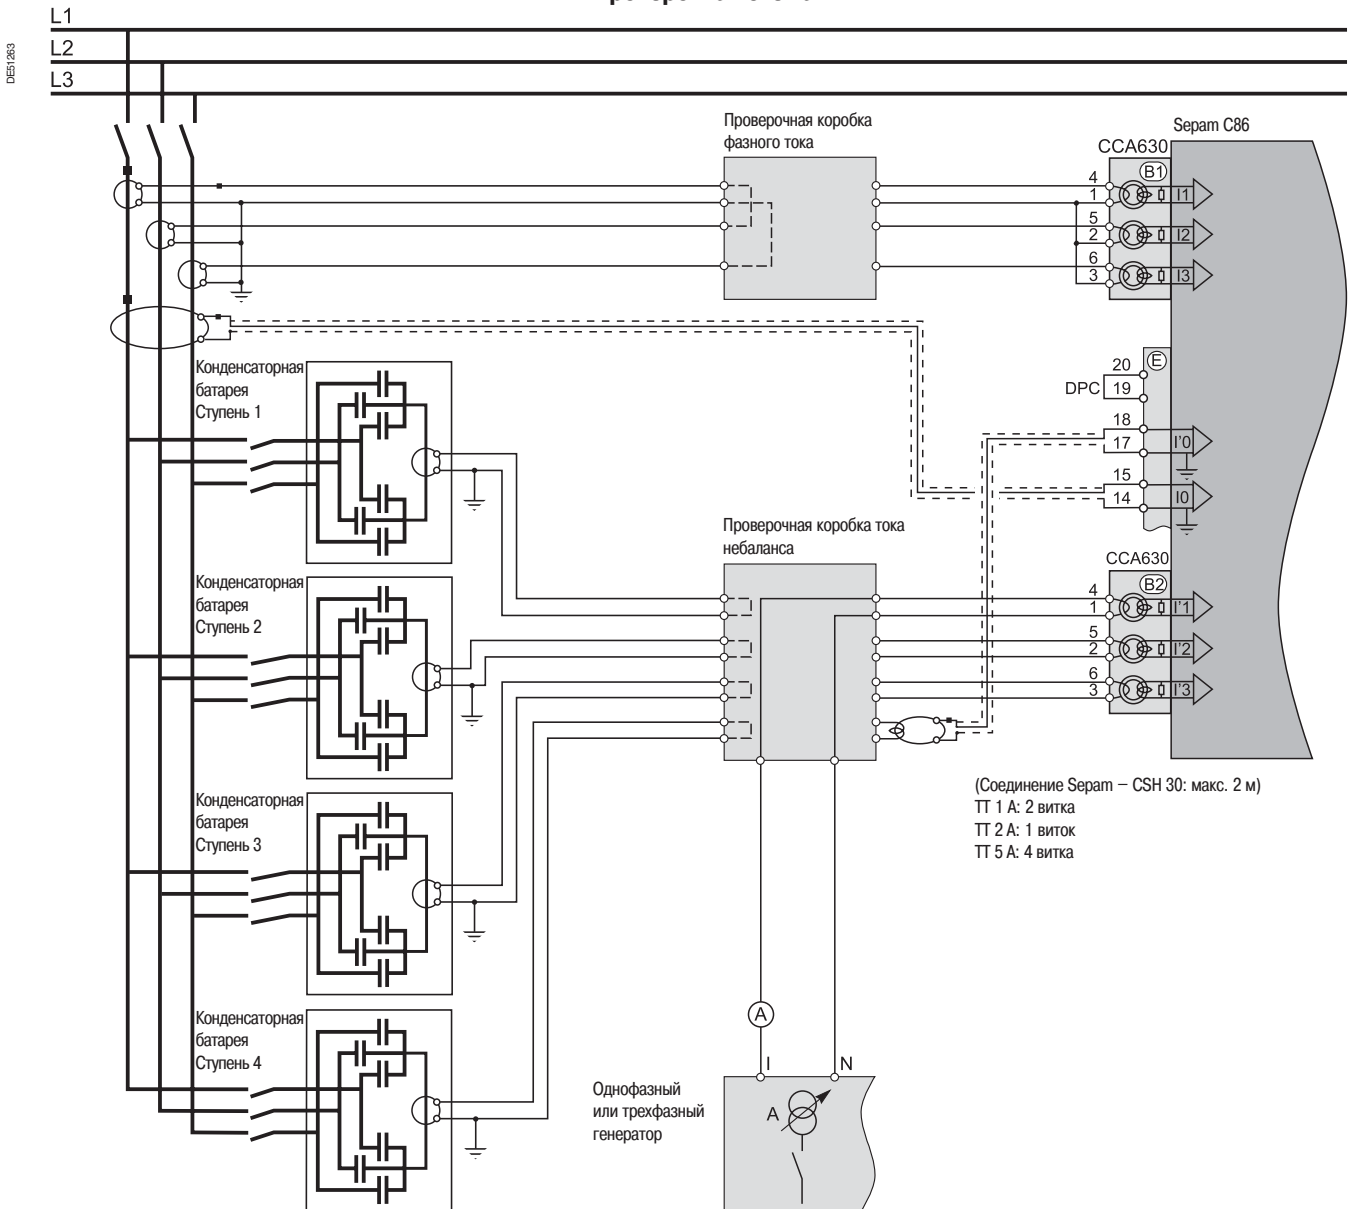 L1
L2
L3
DE51263
Проверочная коробка
фазного тока
Sepam C86
CCA630
B1
4
1
I1
5
2
I2
6
3
I3
Конденсаторная
батарея
Ступень 1
E
20
DPC
19
18
17
I'0
15
14
I0
Проверочная коробка тока
небаланса
CCA630
B2
4
1
I'1
5
2
I'2
6
3
I'3
Конденсаторная
батарея
Ступень 2
(Соединение Sepam – CSH 30: макс. 2 м)
ТТ 1 А: 2 витка
ТТ 2 А: 1 виток
ТТ 5 А: 4 витка
Конденсаторная
батарея
Ступень 3
Конденсаторная
батарея
Ступень 4
A
I
N
Однофазный
или трехфазный
генератор
A